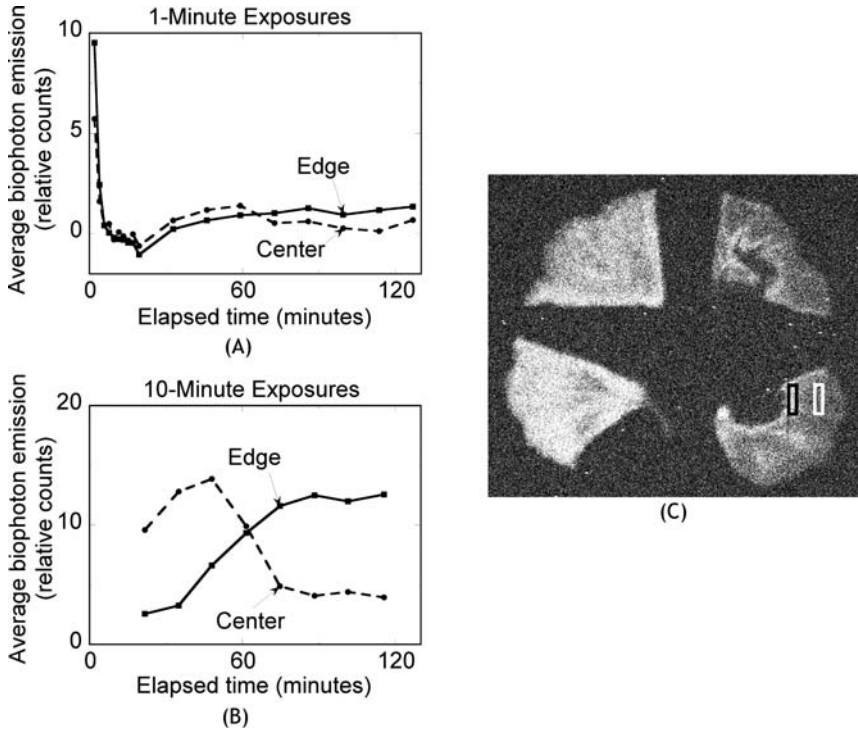 1-Minute Exposures
10
5
0
Average biophoton emission
(relative counts)
Edge
Center
0
60
120
Elapsed time (minutes)
(A)
10-Minute Exposures
20
10
0
Average biophoton emission
(relative counts)
Edge
Center
0
60
120
Elapsed time (minutes)
(B)
(C)